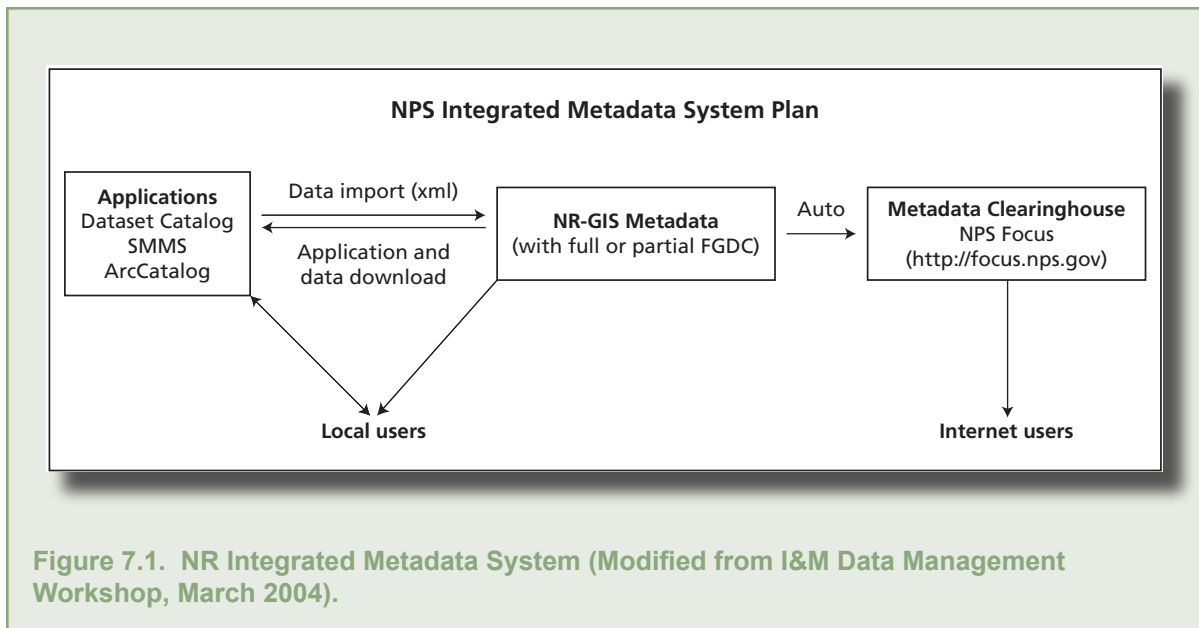 NPS Integrated Metadata System Plan
Applications
Dataset Catalog
SMMS
ArcCatalog
Data import (xml)
Application and
data download
NR-GIS Metadata
(with full or partial FGDC)
Auto
Metadata Clearinghouse
NPS Focus
(http://focus.nps.gov)
Local users
Internet users
Figure 7.1. NR Integrated Metadata System (Modified from I&M Data Management
Workshop, March 2004).